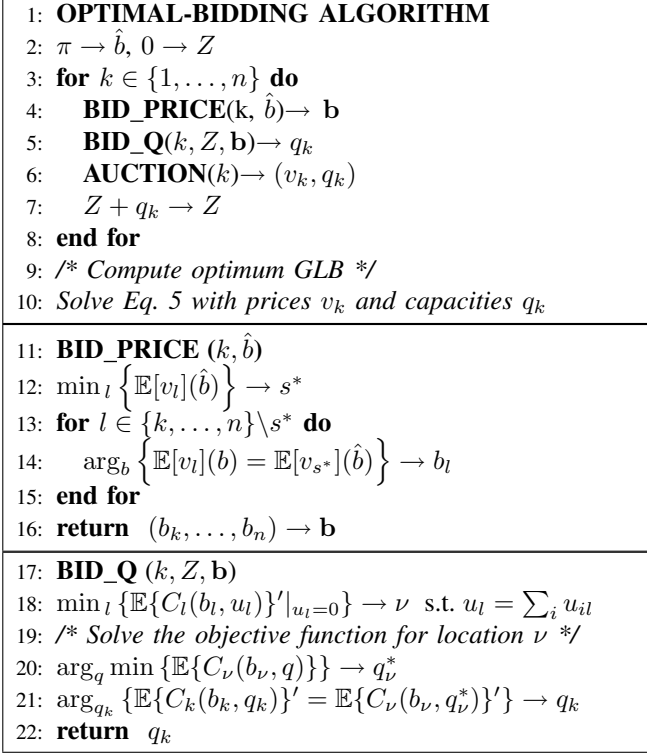 1: OPTIMAL-BIDDING ALGORITHM
2: π → b̂, 0 → Z
3: for k ∈ {1, . . . , n} do
4: BID_PRICE(k, b̂)→ b
5: BID_Q(k, Z, b)→ q_k
6: AUCTION(k)→ (v_k, q_k)
7: Z + q_k → Z
8: end for
9: /* Compute optimum GLB */
10: Solve Eq. 5 with prices v_k and capacities q_k
11: BID_PRICE (k, b̂)
12: min_l {𝔼[v_l](b̂)} → s*
13: for l ∈ {k, . . . , n}\s* do
14: arg_b {𝔼[v_l](b) = 𝔼[v_{s*}](b̂)} → b_l
15: end for
16: return (b_k, . . . , b_n) → b
17: BID_Q (k, Z, b)
18: min_l {𝔼{C_l(b_l, u_l)}′|_{u_l=0}} → ν s.t. u_l = ∑_i u_{il}
19: /* Solve the objective function for location ν */
20: arg_q min {𝔼{C_ν(b_ν, q)}} → q*_ν
21: arg_{q_k} {𝔼{C_k(b_k, q_k)}′ = 𝔼{C_ν(b_ν, q*_ν)}′} → q_k
22: return q_k